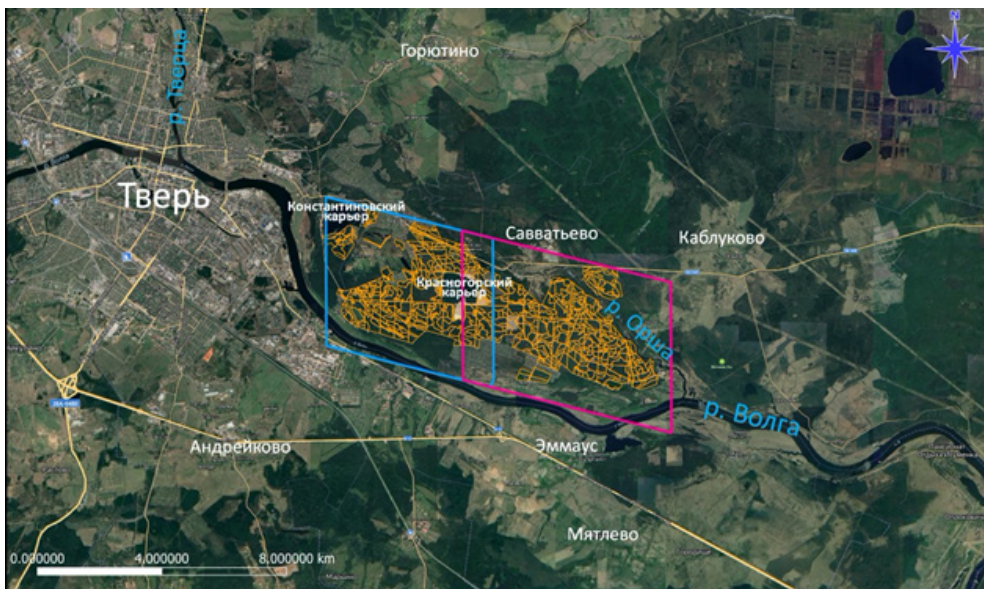 N
Горютино
р. Тверца
Тверь
Константиновский
карьер
Савватьево
Каблуково
Красногорский
карьер
р. Орша
р. Волга
Андрейково
Эммаус
Мятлево
0.000000 4.000000 8.000000 km